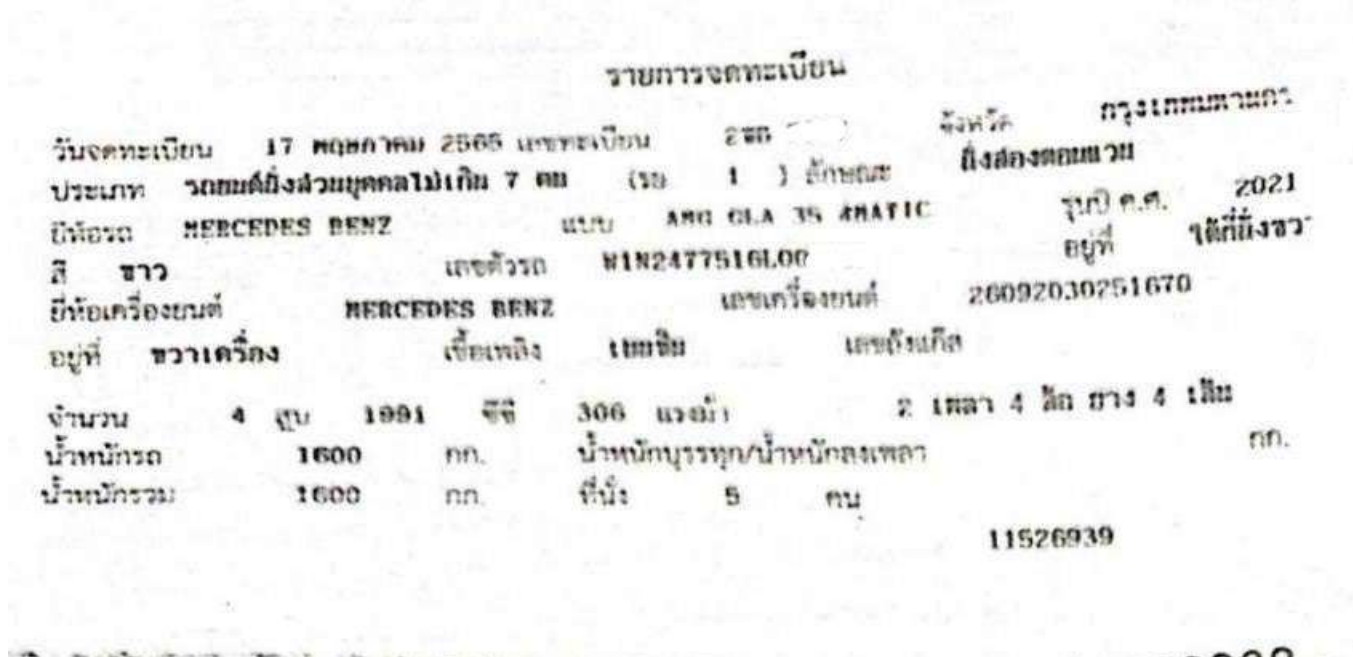 รายการจดทะเบียน
วันจดทะเบียน 17 พฤษภาคม 2565 เลขทะเบียน จังหวัด กรุงเทพมหานคร
ประเภท รถยนต์นั่งส่วนบุคคลไม่เกิน 7 คน (รย 1 ) ลักษณะ นั่งสองตอนแวน
ยี่ห้อรถ MERCEDES BENZ แบบ AMG GLA 35 4MATIC รุ่นปี ค.ศ. 2021
สี ขาว เลขตัวรถ อยู่ที่ ใต้ที่นั่งขวา
ยี่ห้อเครื่องยนต์ MERCEDES BENZ เลขเครื่องยนต์ 26092030251670
อยู่ที่ ขวาเครื่อง เชื้อเพลิง เบนซิน เลขถังแก๊ส
จำนวน 4 สูบ 1991 ซีซี 306 แรงม้า 2 เพลา 4 ล้อ ยาง 4 เส้น
น้ำหนักรถ 1600 กก. น้ำหนักบรรทุก/น้ำหนักลงเพลา กก.
น้ำหนักรวม 1600 กก. ที่นั่ง 5 คน
11526939